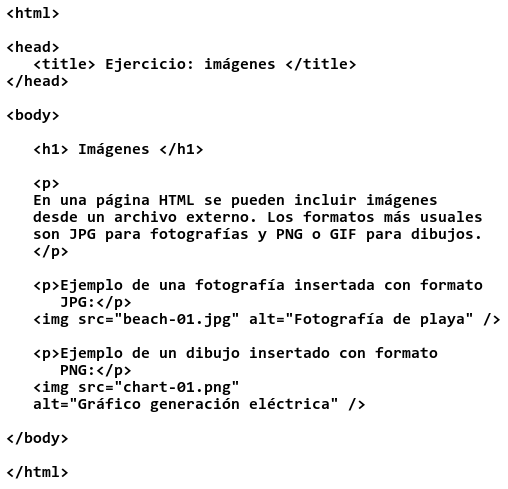 <html>
<head>
<title> Ejercicio: imágenes </title>
</head>
<body>
<h1> Imágenes </h1>
<p>
En una página HTML se pueden incluir imágenes
desde un archivo externo. Los formatos más usuales
son JPG para fotografías y PNG o GIF para dibujos.
</p>
<p>Ejemplo de una fotografía insertada con formato
JPG:</p>
<img src="beach-01.jpg" alt="Fotografía de playa" />
<p>Ejemplo de un dibujo insertado con formato
PNG:</p>
<img src="chart-01.png"
alt="Gráfico generación eléctrica" />
</body>
</html>